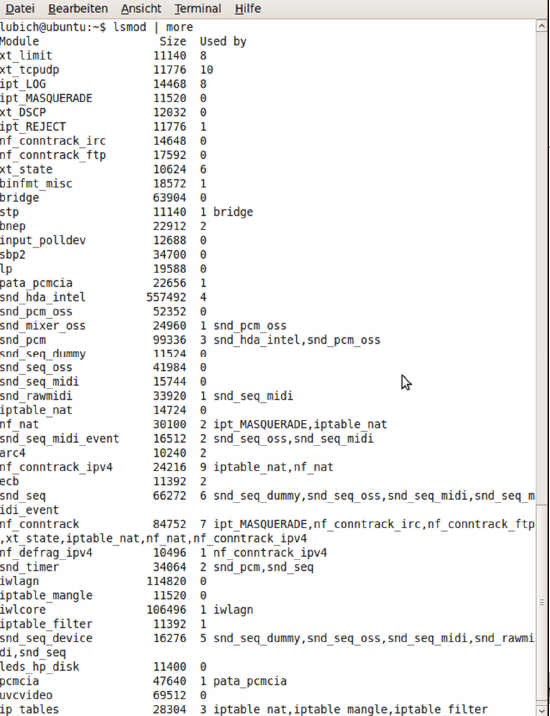 Datei Bearbeiten Ansicht Terminal Hilfe
lubich@ubuntu:~$ lsmod | more
Module Size Used by
xt_limit 11140 8
xt_tcpudp 11776 10
ipt_LOG 14468 8
ipt_MASQUERADE 11520 0
xt_DSCP 12032 0
ipt_REJECT 11776 1
nf_conntrack_irc 14648 0
nf_conntrack_ftp 17592 0
xt_state 10624 6
binfmt_misc 18572 1
bridge 63904 0
stp 11140 1 bridge
bnep 22912 2
input_polldev 12688 0
sbp2 34700 0
lp 19588 0
pata_pcmcia 22656 1
snd_hda_intel 557492 4
snd_pcm_oss 52352 0
snd_mixer_oss 24960 1 snd_pcm_oss
snd_pcm 99336 3 snd_hda_intel,snd_pcm_oss
snd_seq_dummy 11524 0
snd_seq_oss 41984 0
snd_seq_midi 15744 0
snd_rawmidi 33920 1 snd_seq_midi
iptable_nat 14724 0
nf_nat 30100 2 ipt_MASQUERADE,iptable_nat
snd_seq_midi_event 16512 2 snd_seq_oss,snd_seq_midi
arc4 10240 2
nf_conntrack_ipv4 24216 9 iptable_nat,nf_nat
ecb 11392 2
snd_seq 66272 6 snd_seq_dummy,snd_seq_oss,snd_seq_midi,snd_seq_m
idi_event
nf_conntrack 84752 7 ipt_MASQUERADE,nf_conntrack_irc,nf_conntrack_ftp
,xt_state,iptable_nat,nf_nat,nf_conntrack_ipv4
nf_defrag_ipv4 10496 1 nf_conntrack_ipv4
snd_timer 34064 2 snd_pcm,snd_seq
iwlagn 114820 0
iptable_mangle 11520 0
iwlcore 106496 1 iwlagn
iptable_filter 11392 1
snd_seq_device 16276 5 snd_seq_dummy,snd_seq_oss,snd_seq_midi,snd_rawmi
di,snd_seq
leds_hp_disk 11400 0
pcmcia 47640 1 pata_pcmcia
uvcvideo 69512 0
ip_tables 28304 3 iptable_nat,iptable_mangle,iptable_filter